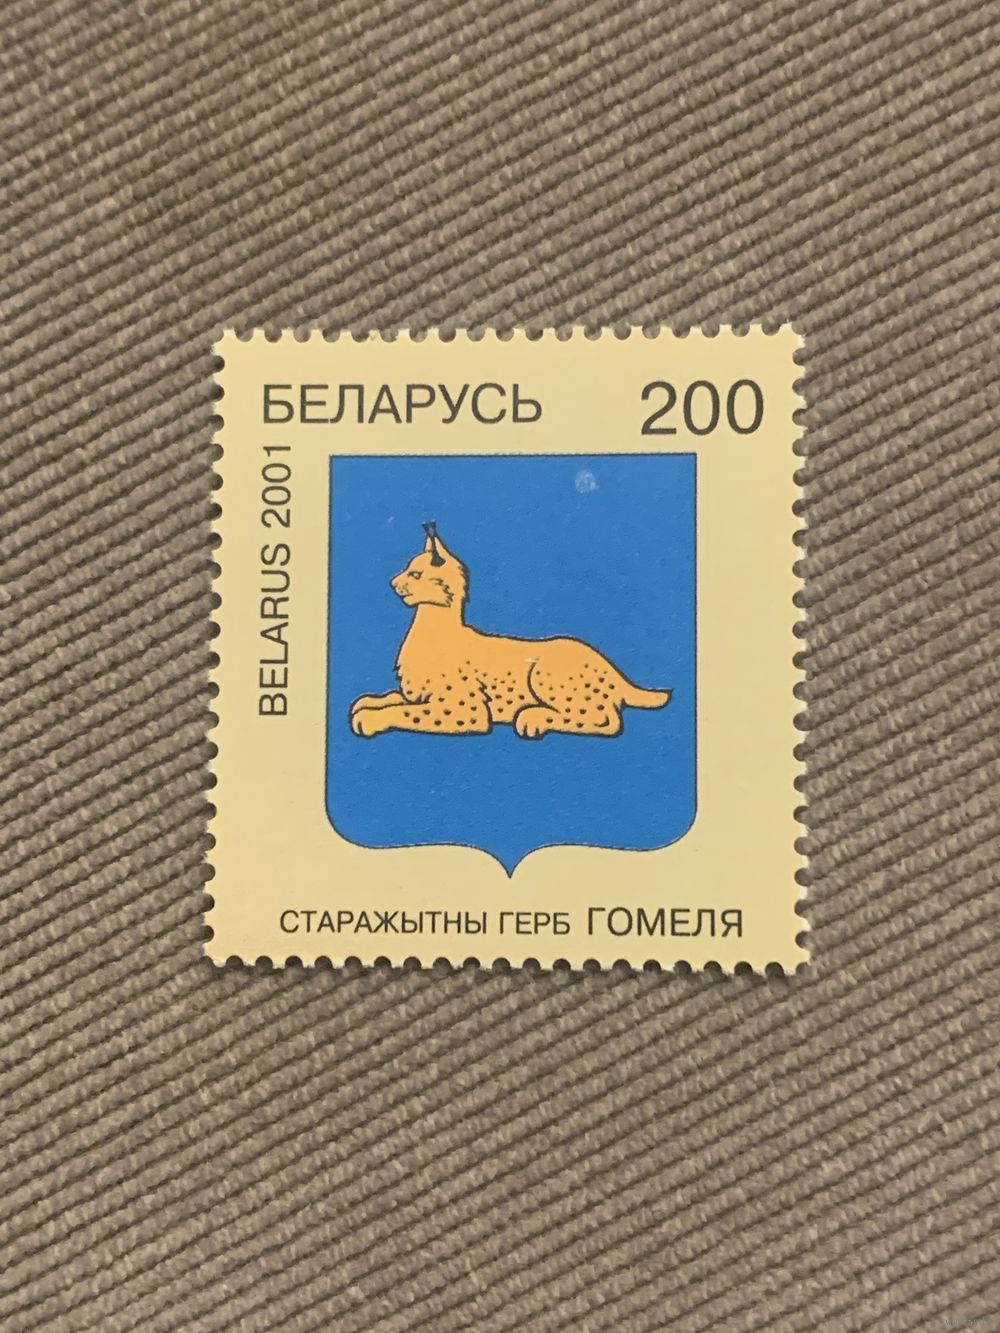 БЕЛАРУСЬ 200
BELARUS 2001
СТАРАЖЫТНЫ ГЕРБ ГОМЕЛЯ